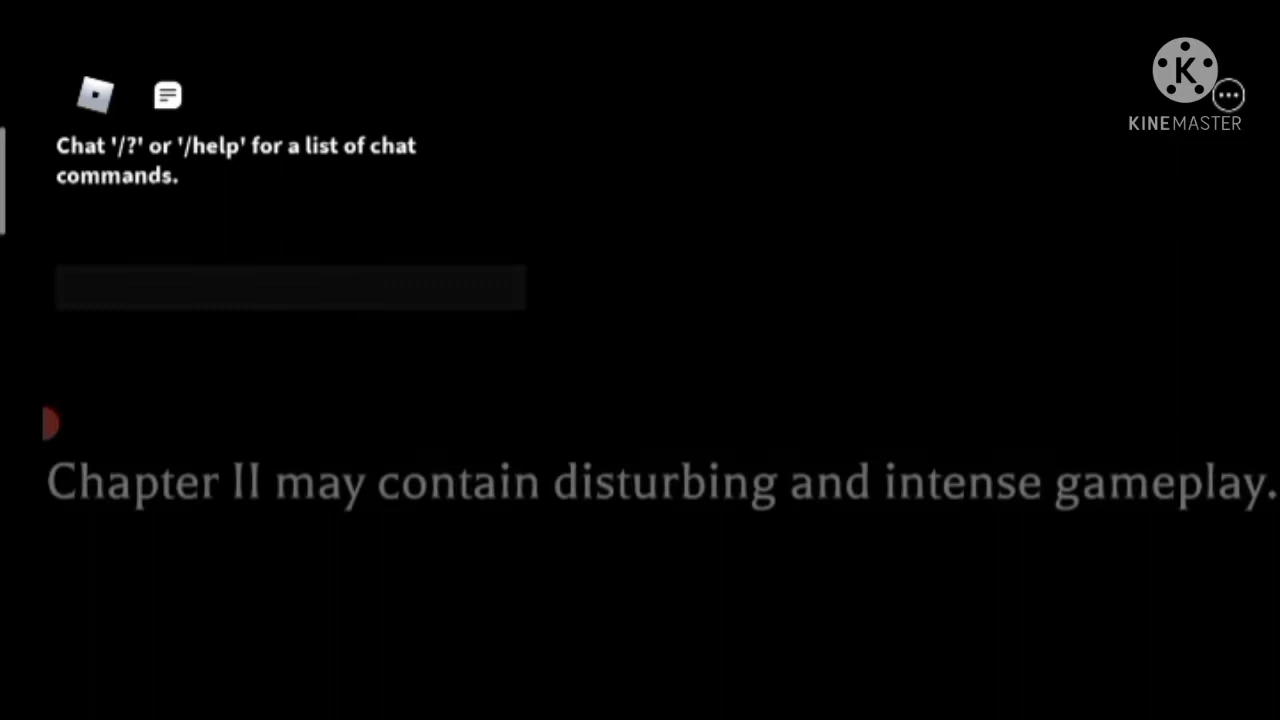 KINEMASTER
Chat '/?' or '/help' for a list of chat
commands.
Chapter II may contain disturbing and intense gameplay.